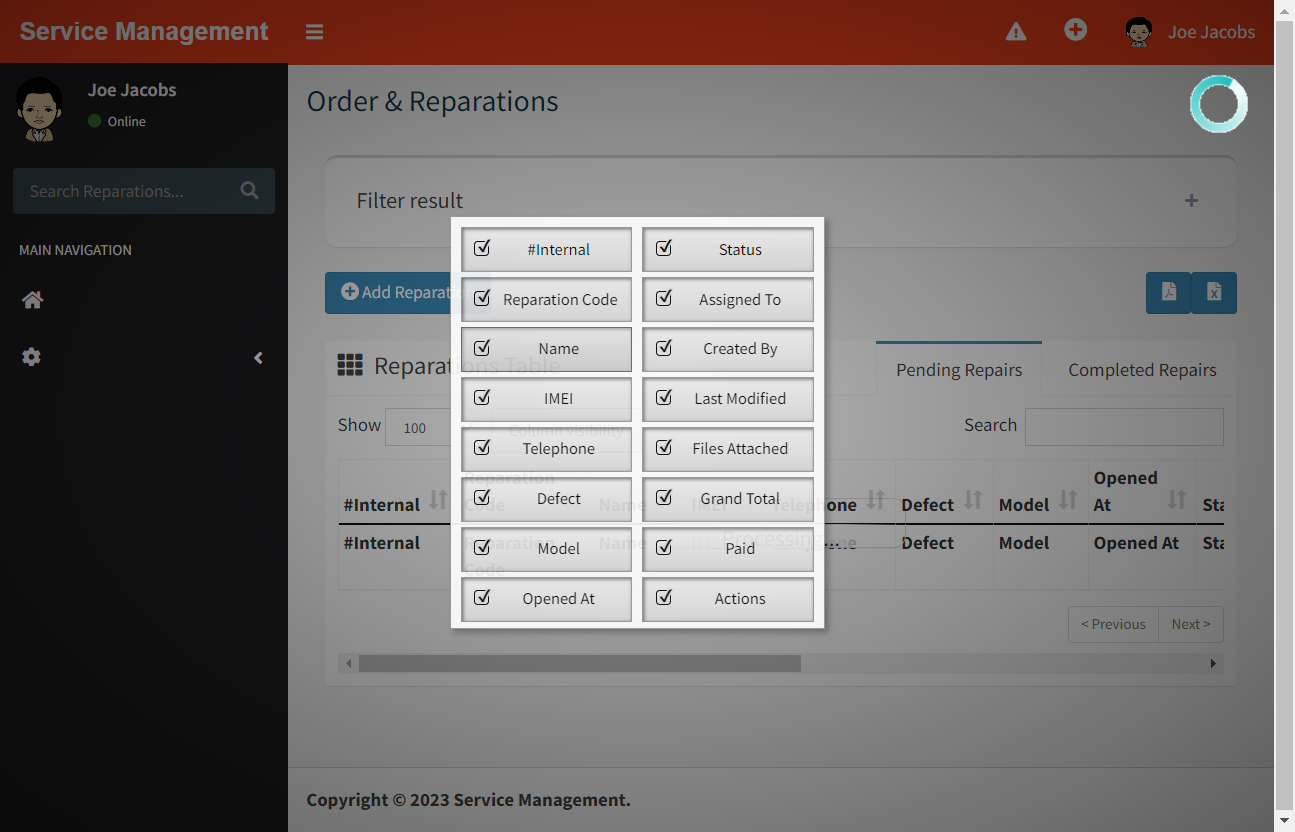 Service Management
Joe Jacobs
Joe Jacobs
Online
Search Reparations...
MAIN NAVIGATION
Order & Reparations
Filter result
+
Add Reparat
Reparations Table
Pending Repairs
Completed Repairs
Show 100
Column visibility
Search
#Internal
Reparation Code
Name
IMEI
Telephone
Defect
Model
Opened At
Sta
#Internal
Reparation Code
Name
IMEI
Telephone
Defect
Model
Opened At
Sta
Processing...
#Internal
Status
Reparation Code
Assigned To
Name
Created By
IMEI
Last Modified
Telephone
Files Attached
Defect
Grand Total
Model
Paid
Opened At
Actions
< Previous
Next >
Copyright © 2023 Service Management.